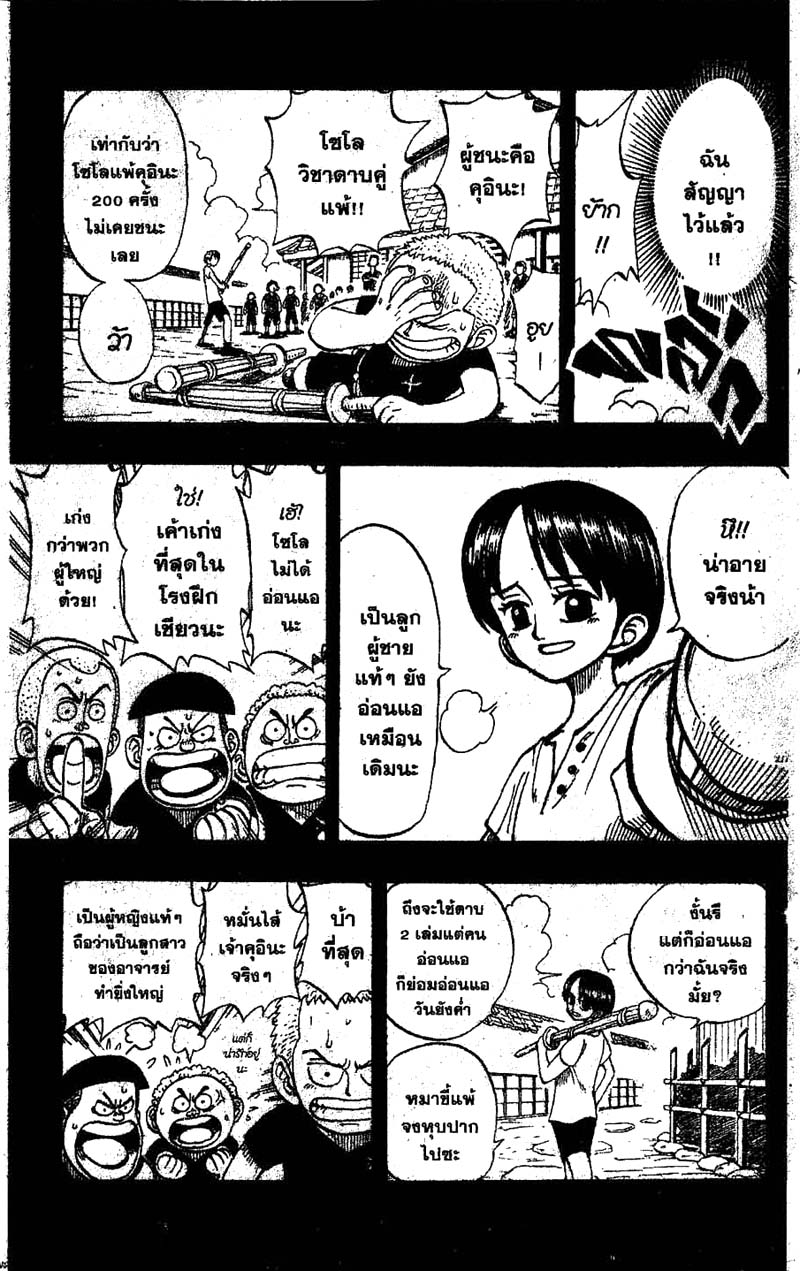 ฉัน
สัญญา
ไว้แล้ว
!!
ย้าก
!!
ผู้ชนะคือ
คุอินะ!
โซโล
วิชาดาบคู่
แพ้!!
เท่ากับว่า
โซโลแพ้คุอินะ
200 ครั้ง
ไม่เคยชนะ
เลย
ว้า
อูย
!
ฮึ!!
น่าอาย
จริงน้า
เป็นลูก
ผู้ชาย
แท้ๆ ยัง
อ่อนแอ
เหมือน
เดิมนะ
เฮ้?
โซโล
ไม่ได้
อ่อนแอ
นะ
ใช่!
เค้าเก่ง
ที่สุดใน
โรงฝึก
เชียวนะ
เก่ง
กว่าพวก
ผู้ใหญ่
ด้วย!
งั้นรึ
แต่ก็อ่อนแอ
กว่าฉันจริง
มั้ย?
ถึงจะใช้ดาบ
2 เล่มแต่คน
อ่อนแอ
ก็ย่อมอ่อนแอ
วันยังค่ำ
หมาขี้แพ้
จงหุบปาก
ไปซะ
บ้า
ที่สุด
หมั่นไส้
เจ้าคุอินะ
จริงๆ
เป็นผู้หญิงแท้ๆ
ถือว่าเป็นลูกสาว
ของอาจารย์
ทำยิ่งใหญ่
แต่ก็
น่ารักอยู่
นะ